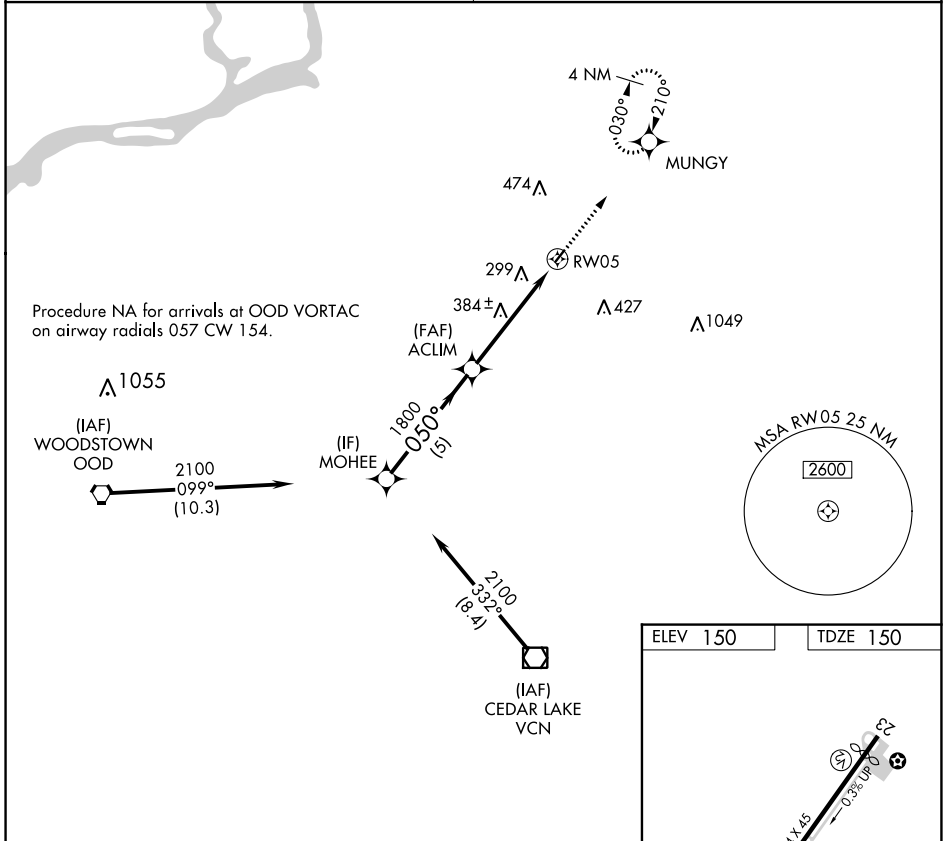 4 NM
030°
210°
MUNGY
474
RW05
299
384±
427
1049
Procedure NA for arrivals at OOD VORTAC
on airway radials 057 CW 154.
(FAF)
ACLIM
1055
(IAF)
WOODSTOWN
OOD
2100
099°
(10.3)
(IF)
MOHEE
1800
050°
(5)
MSA RW05 25 NM
2600
2100
332°
(8.4)
(IAF)
CEDAR LAKE
VCN
ELEV 150
TDZE 150
23
0.3% UP
X 45